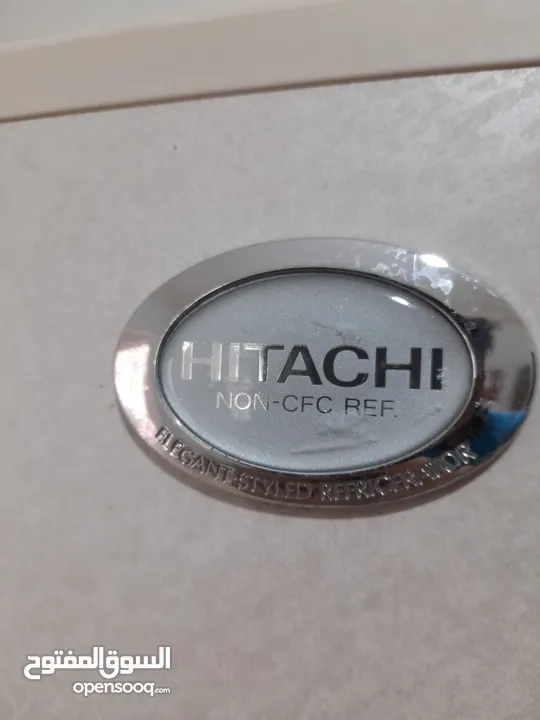 HITACHI
NON-CFC REF.
ELEGANT-STYLED REFRIGERATOR
السوق المفتوح
opensooq.com